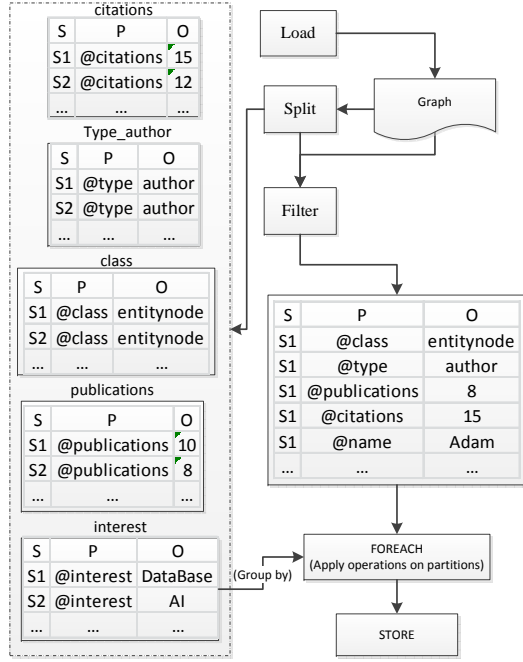 citations
S P O
S1 @citations 15
S2 @citations 12
... ... ...
Type_author
S P O
S1 @type author
S2 @type author
... ... ...
class
S P O
S1 @class entitynode
S2 @class entitynode
... ... ...
publications
S P O
S1 @publications 10
S2 @publications 8
... ... ...
interest
S P O
S1 @interest DataBase
S2 @interest AI
... ... ...
Load
Graph
Split
Filter
S P O
S1 @class entitynode
S1 @type author
S1 @publications 8
S1 @citations 15
S1 @name Adam
... ... ...
(Group by)
FOREACH
(Apply operations on partitions)
STORE